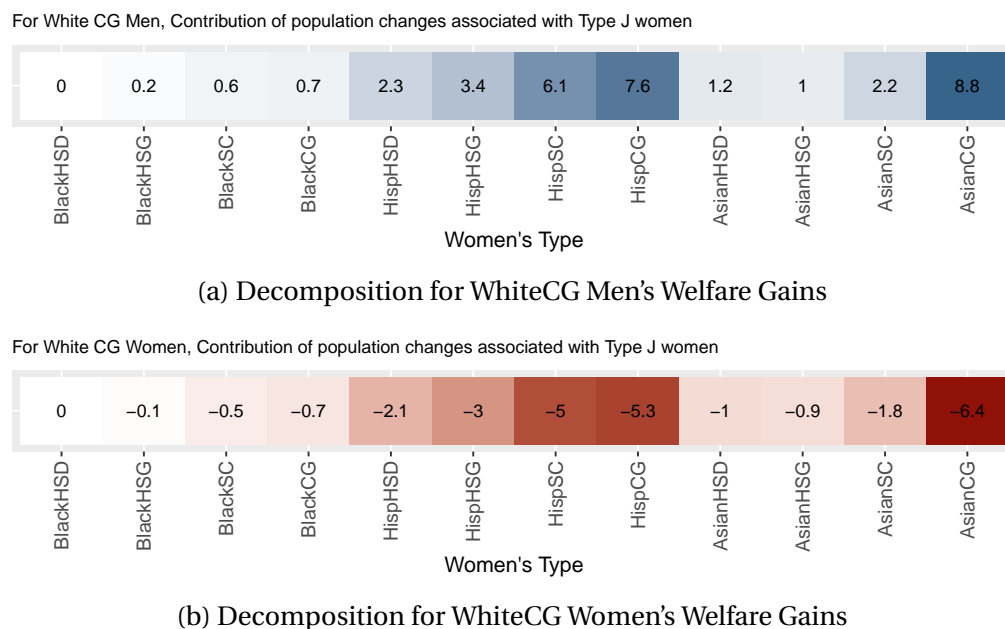 For White CG Men, Contribution of population changes associated with Type J women
0 0.2 0.6 0.7 2.3 3.4 6.1 7.6 1.2 1 2.2 8.8
BlackHSD BlackHSG BlackSC BlackCG HispHSD HispHSG HispSC HispCG AsianHSD AsianHSG AsianSC AsianCG
Women's Type
(a) Decomposition for WhiteCG Men’s Welfare Gains
For White CG Women, Contribution of population changes associated with Type J women
0 −0.1 −0.5 −0.7 −2.1 −3 −5 −5.3 −1 −0.9 −1.8 −6.4
BlackHSD BlackHSG BlackSC BlackCG HispHSD HispHSG HispSC HispCG AsianHSD AsianHSG AsianSC AsianCG
Women's Type
(b) Decomposition for WhiteCG Women’s Welfare Gains